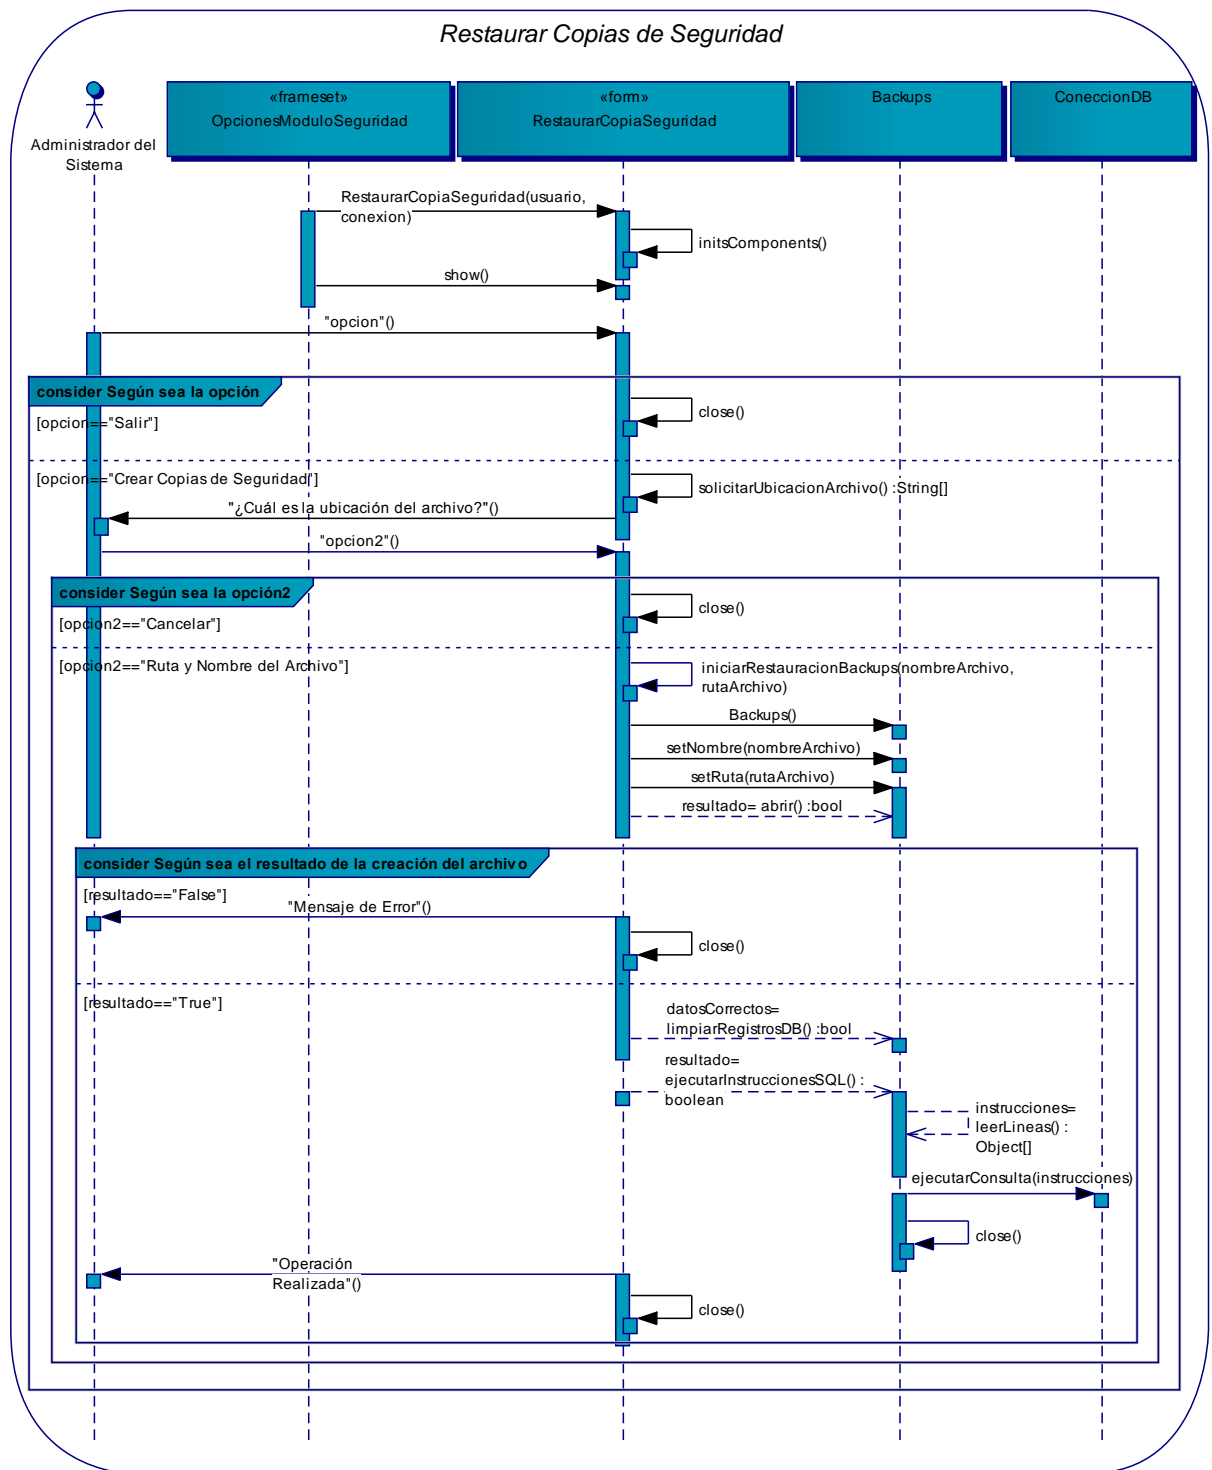 Restaurar Copias de Seguridad
Administrador del
Sistema
«frameset»
OpcionesModuloSeguridad
«form»
RestaurarCopiaSeguridad
Backups
ConeccionDB
RestaurarCopiaSeguridad(usuario,
conexion)
initsComponents()
show()
"opcion"()
consider Según sea la opción
[opcion=="Salir"]
close()
[opcion=="Crear Copias de Seguridad"]
solicitarUbicacionArchivo() :String[]
"¿Cuál es la ubicación del archivo?"()
"opcion2"()
consider Según sea la opción2
[opcion2=="Cancelar"]
close()
[opcion2=="Ruta y Nombre del Archivo"]
iniciarRestauracionBackups(nombreArchivo,
rutaArchivo)
Backups()
setNombre(nombreArchivo)
setRuta(rutaArchivo)
resultado= abrir() :bool
consider Según sea el resultado de la creación del archivo
[resultado=="False"]
"Mensaje de Error"()
close()
[resultado=="True"]
datosCorrectos=
limpiarRegistrosDB() :bool
resultado=
ejecutarInstruccionesSQL() :
boolean
instrucciones=
leerLineas() :
Object[]
ejecutarConsulta(instrucciones)
close()
"Operación
Realizada"()
close()